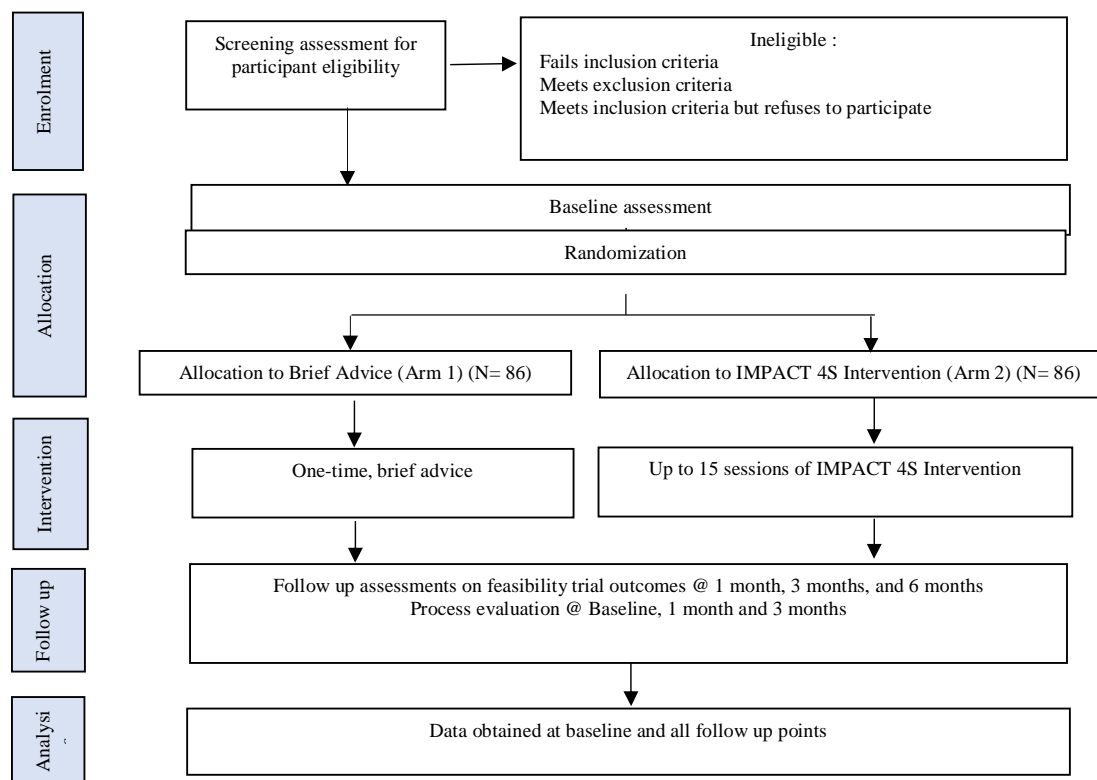 Enrolment
Screening assessment for
participant eligibility
Ineligible :
Fails inclusion criteria
Meets exclusion criteria
Meets inclusion criteria but refuses to participate
Allocation
Baseline assessment
Randomization
Allocation to Brief Advice (Arm 1) (N= 86)
Allocation to IMPACT 4S Intervention (Arm 2) (N= 86)
Intervention
One-time, brief advice
Up to 15 sessions of IMPACT 4S Intervention
Follow up
Follow up assessments on feasibility trial outcomes @ 1 month, 3 months, and 6 months
Process evaluation @ Baseline, 1 month and 3 months
Analysi
Data obtained at baseline and all follow up points